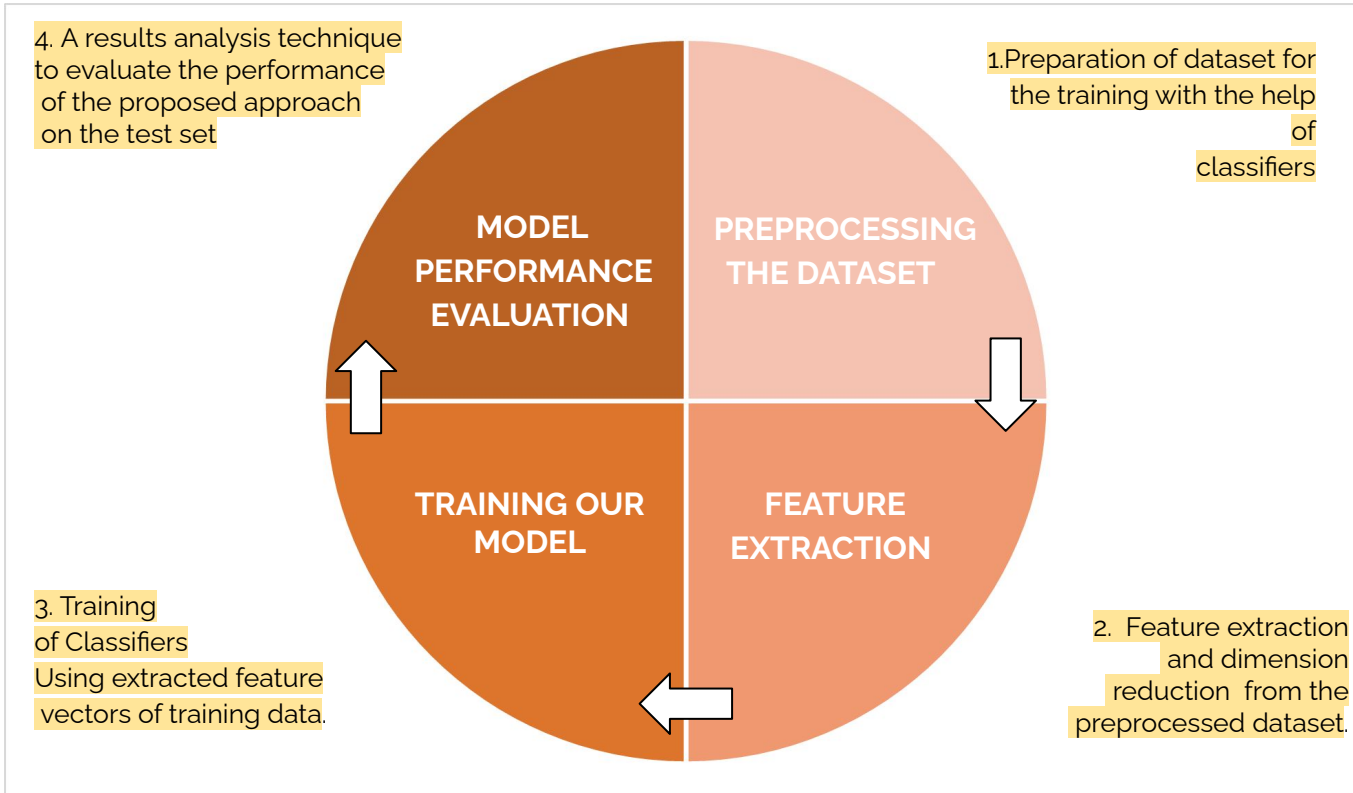 4. A results analysis technique
to evaluate the performance
of the proposed approach
on the test set
1.Preparation of dataset for
the training with the help
of
classifiers
MODEL
PERFORMANCE
EVALUATION
PREPROCESSING
THE DATASET
TRAINING OUR
MODEL
FEATURE
EXTRACTION
3. Training
of Classifiers
Using extracted feature
vectors of training data.
2. Feature extraction
and dimension
reduction from the
preprocessed dataset.